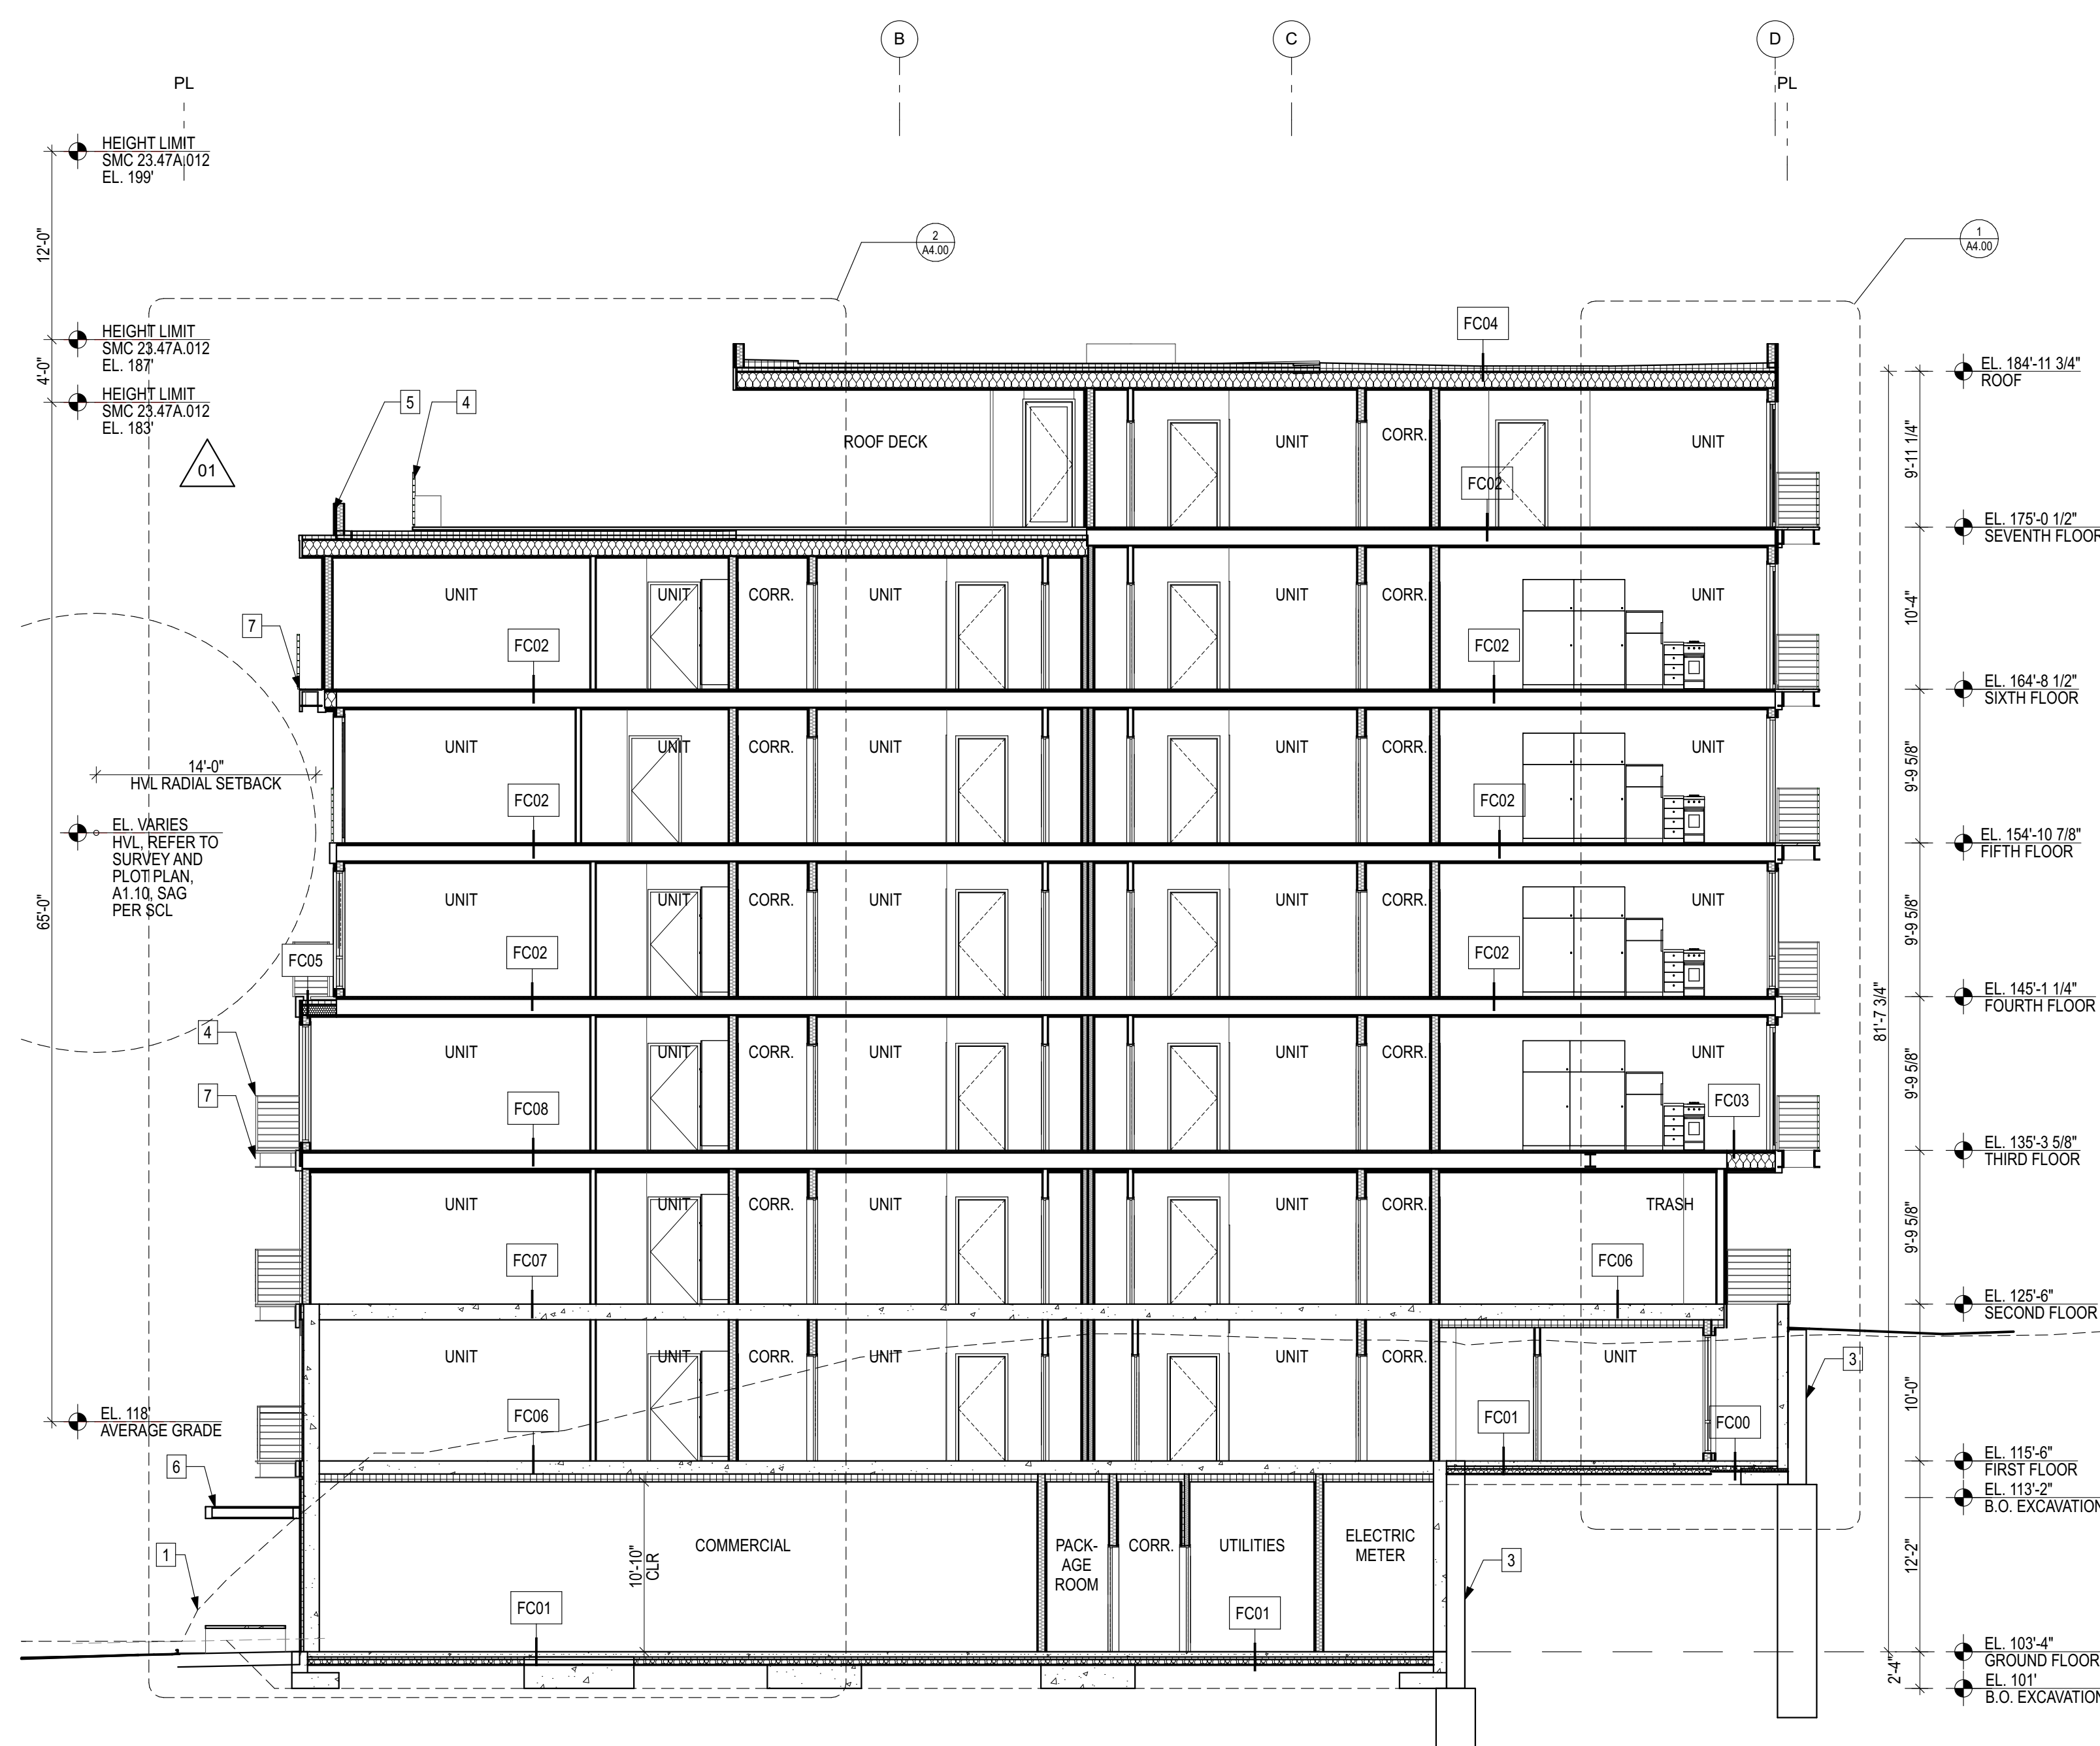 B
C
D
PL
PL
HEIGHT LIMIT
SMC 23.47A.012
EL. 199'
12'-0"
2
A4.00
1
A4.00
HEIGHT LIMIT
SMC 23.47A.012
EL. 187'
4'-0"
HEIGHT LIMIT
SMC 23.47A.012
EL. 183'
01
5
4
FC04
EL. 184'-11 3/4"
ROOF
ROOF DECK
UNIT
CORR.
UNIT
FC02
9'-11 1/4"
EL. 175'-0 1/2"
SEVENTH FLOOR
UNIT
UNIT
CORR.
UNIT
UNIT
CORR.
UNIT
7
FC02
FC02
10'-4"
EL. 164'-8 1/2"
SIXTH FLOOR
UNIT
UNIT
CORR.
UNIT
UNIT
CORR.
UNIT
14'-0"
HVL RADIAL SETBACK
FC02
FC02
9'-9 5/8"
EL. VARIES
HVL, REFER TO
SURVEY AND
PLOT PLAN,
A1.10, SAG
PER SCL
EL. 154'-10 7/8"
FIFTH FLOOR
65'-0"
UNIT
UNIT
CORR.
UNIT
UNIT
CORR.
UNIT
FC05
FC02
FC02
9'-9 5/8"
EL. 145'-1 1/4"
FOURTH FLOOR
81'-7 3/4"
4
UNIT
UNIT
CORR.
UNIT
UNIT
CORR.
UNIT
7
FC08
FC03
9'-9 5/8"
EL. 135'-3 5/8"
THIRD FLOOR
UNIT
UNIT
CORR.
UNIT
UNIT
CORR.
TRASH
FC07
FC06
9'-9 5/8"
EL. 125'-6"
SECOND FLOOR
UNIT
UNIT
CORR.
UNIT
UNIT
CORR.
UNIT
3
EL. 118'
AVERAGE GRADE
FC06
FC01
FC00
10'-0"
EL. 115'-6"
FIRST FLOOR
6
EL. 113'-2"
B.O. EXCAVATION
COMMERCIAL
PACK-
AGE
ROOM
CORR.
UTILITIES
ELECTRIC
METER
1
3
10'-10"
CLR
12'-2"
FC01
FC01
EL. 103'-4"
GROUND FLOOR
2'-4"
EL. 101'
B.O. EXCAVATION